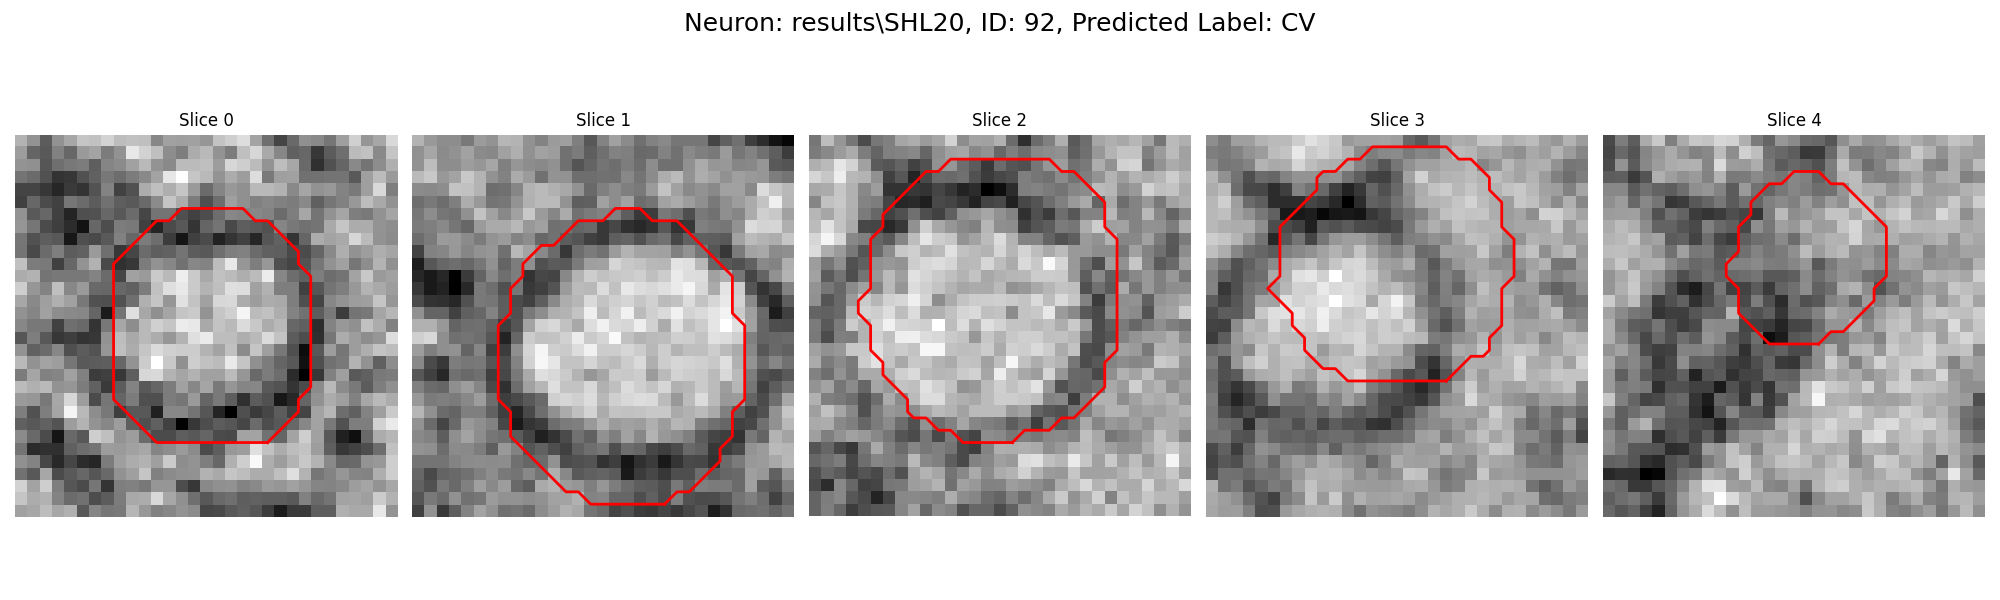 Neuron: results\SHL20, ID: 92, Predicted Label: CV
Slice 0
Slice 1
Slice 2
Slice 3
Slice 4